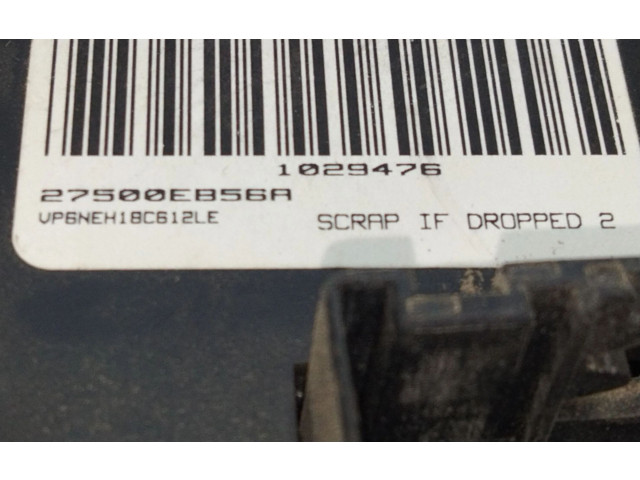 1029476
27500EB56A
VP6NEH18C612LE
SCRAP IF DROPPED 2